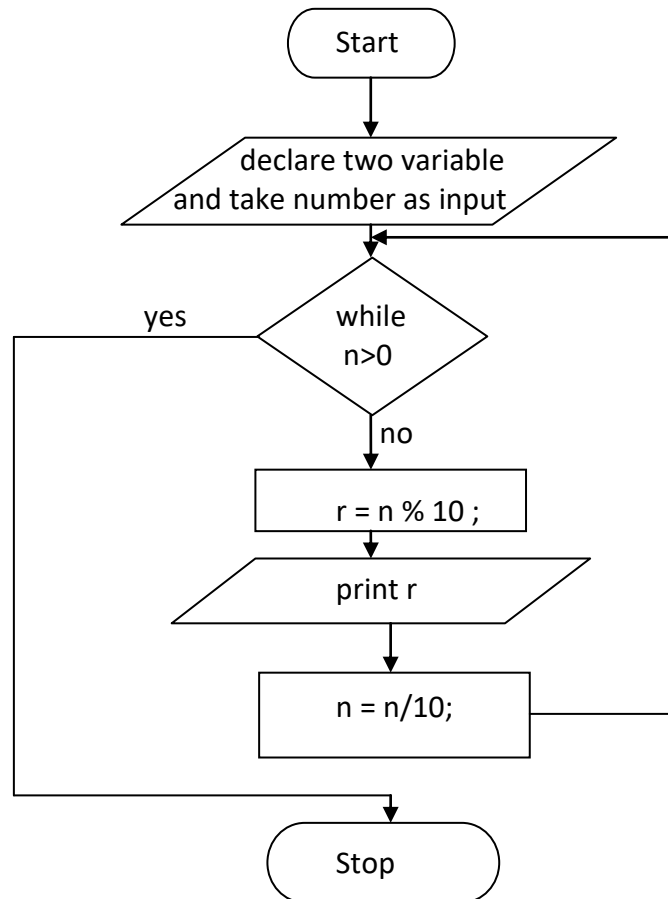 Start
declare two variable
and take number as input
yes
while
n>0
no
r = n % 10 ;
print r
n = n/10;
Stop